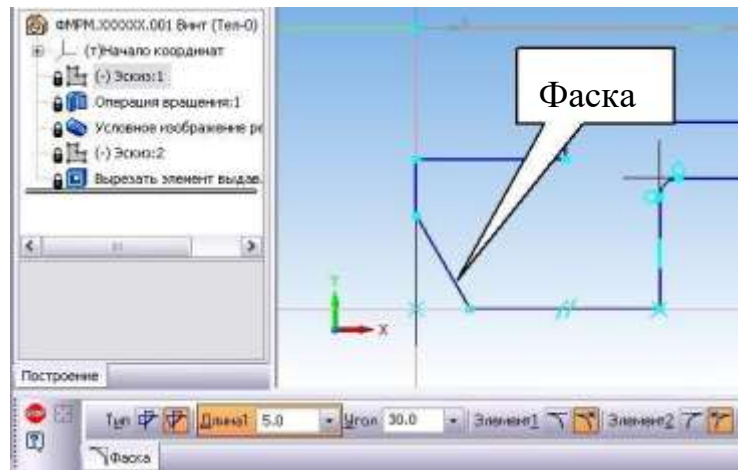 ФМРМ.XXXXXX.001 Винт (Тел-0)
(т)Начало координат
(-) Эскиз:1
Операция вращения:1
Условное изображение ре
(-) Эскиз:2
Вырезать элемент выдав.
Фаска
Y
X
Построение
STOP
Тип Длина1 5.0 Угол 30.0 Элемент1 Элемент2
?
Фаска